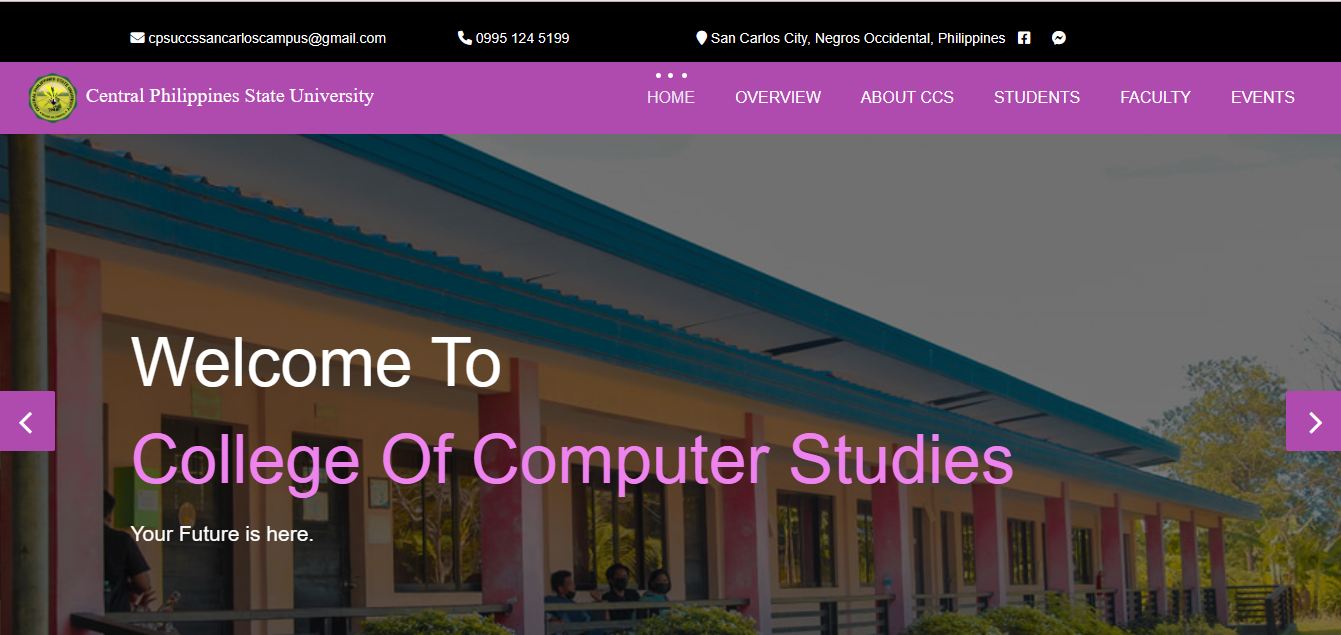 cpsuccssancarloscampus@gmail.com 0995 124 5199 San Carlos City, Negros Occidental, Philippines
Central Philippines State University HOME OVERVIEW ABOUT CCS STUDENTS FACULTY EVENTS
Welcome To
College Of Computer Studies
Your Future is here.